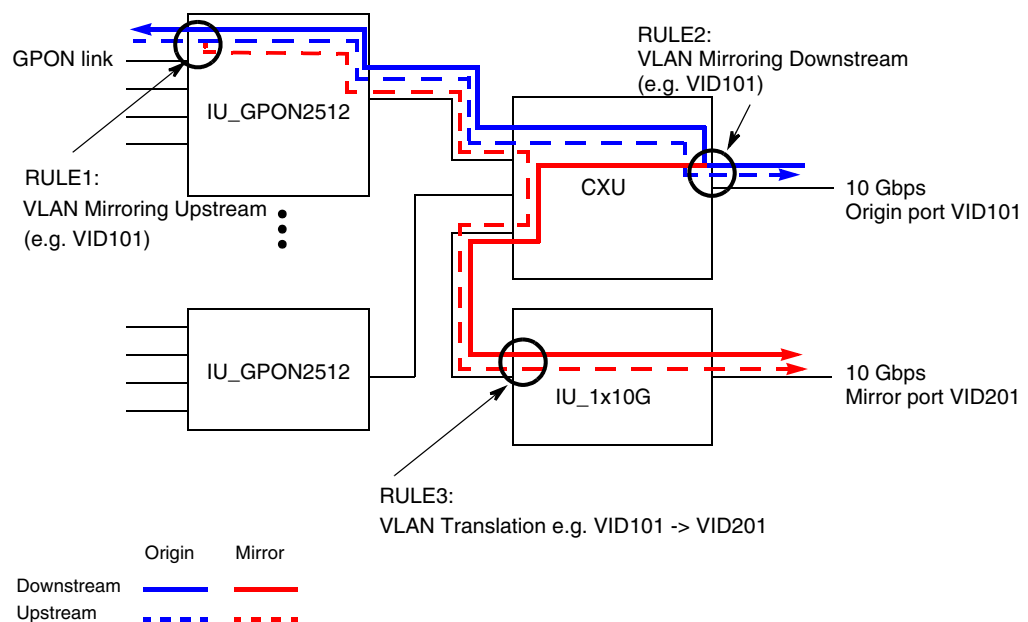 RULE2:
VLAN Mirroring Downstream
(e.g. VID101)
GPON link
IU_GPON2512
CXU
RULE1:
VLAN Mirroring Upstream
(e.g. VID101)
10 Gbps
Origin port VID101
IU_GPON2512
IU_1x10G
10 Gbps
Mirror port VID201
RULE3:
VLAN Translation e.g. VID101 -> VID201
Origin Mirror
Downstream
Upstream